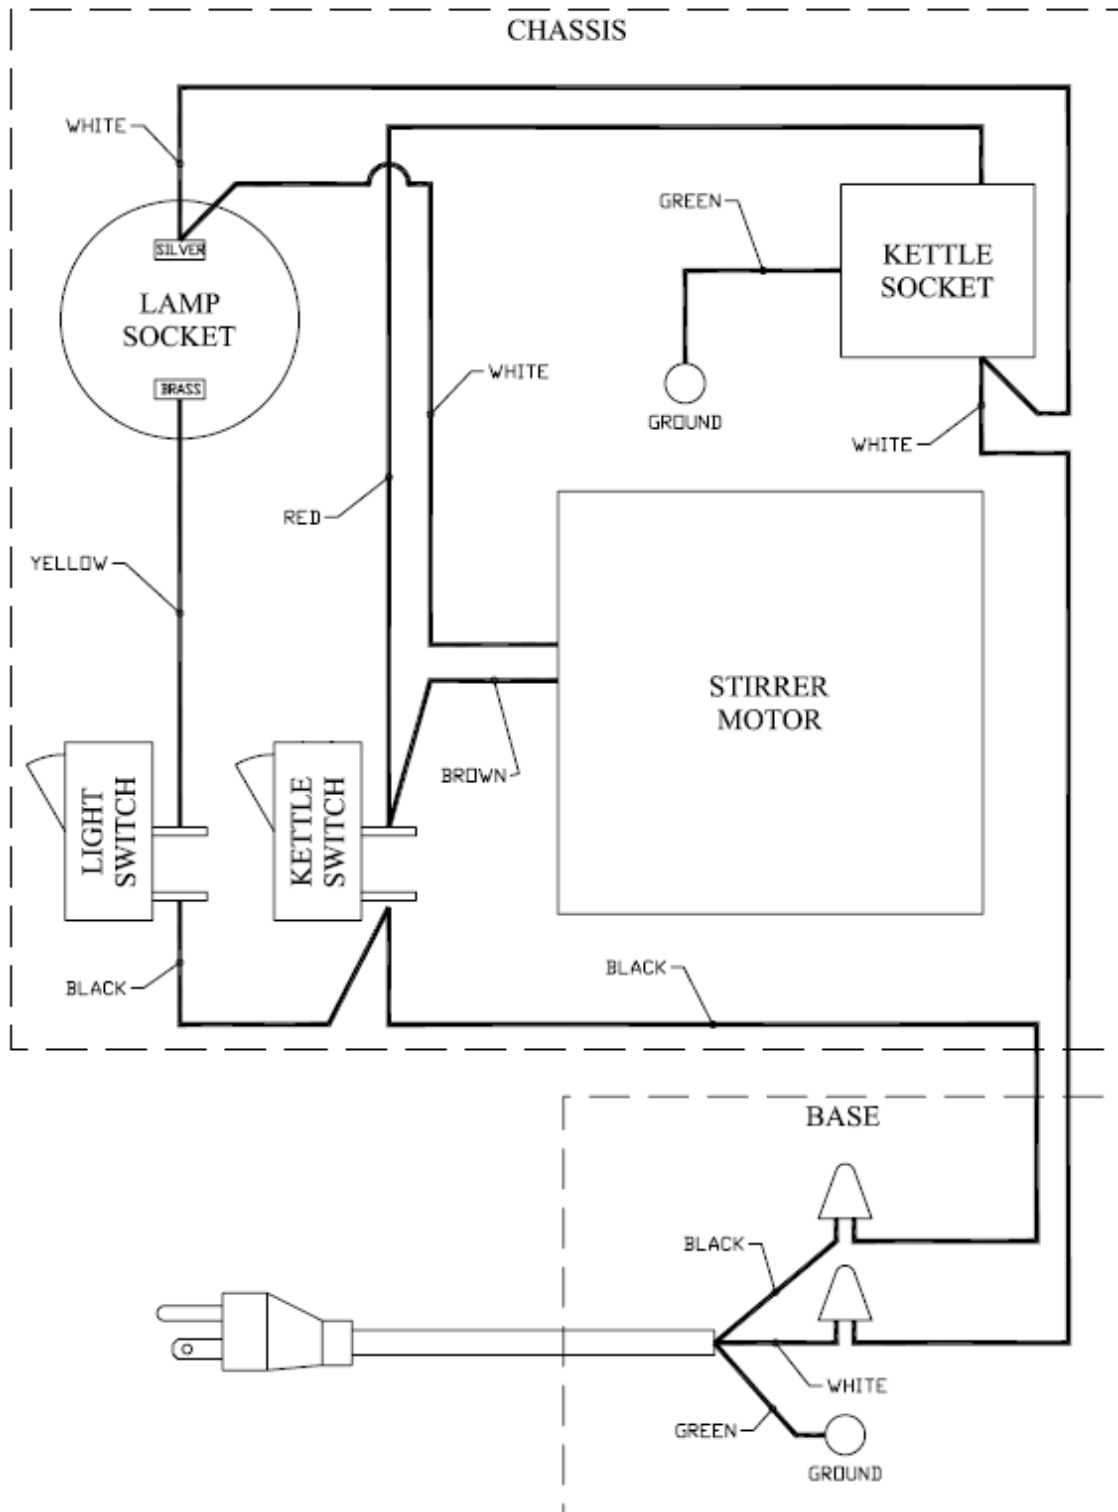 CHASSIS
WHITE
SILVER
LAMP
SOCKET
BRASS
GREEN
KETTLE
SOCKET
GROUND
WHITE
WHITE
RED
YELLOW
STIRRER
MOTOR
BROWN
LIGHT
SWITCH
KETTLE
SWITCH
BLACK
BLACK
BASE
BLACK
WHITE
GREEN
GROUND